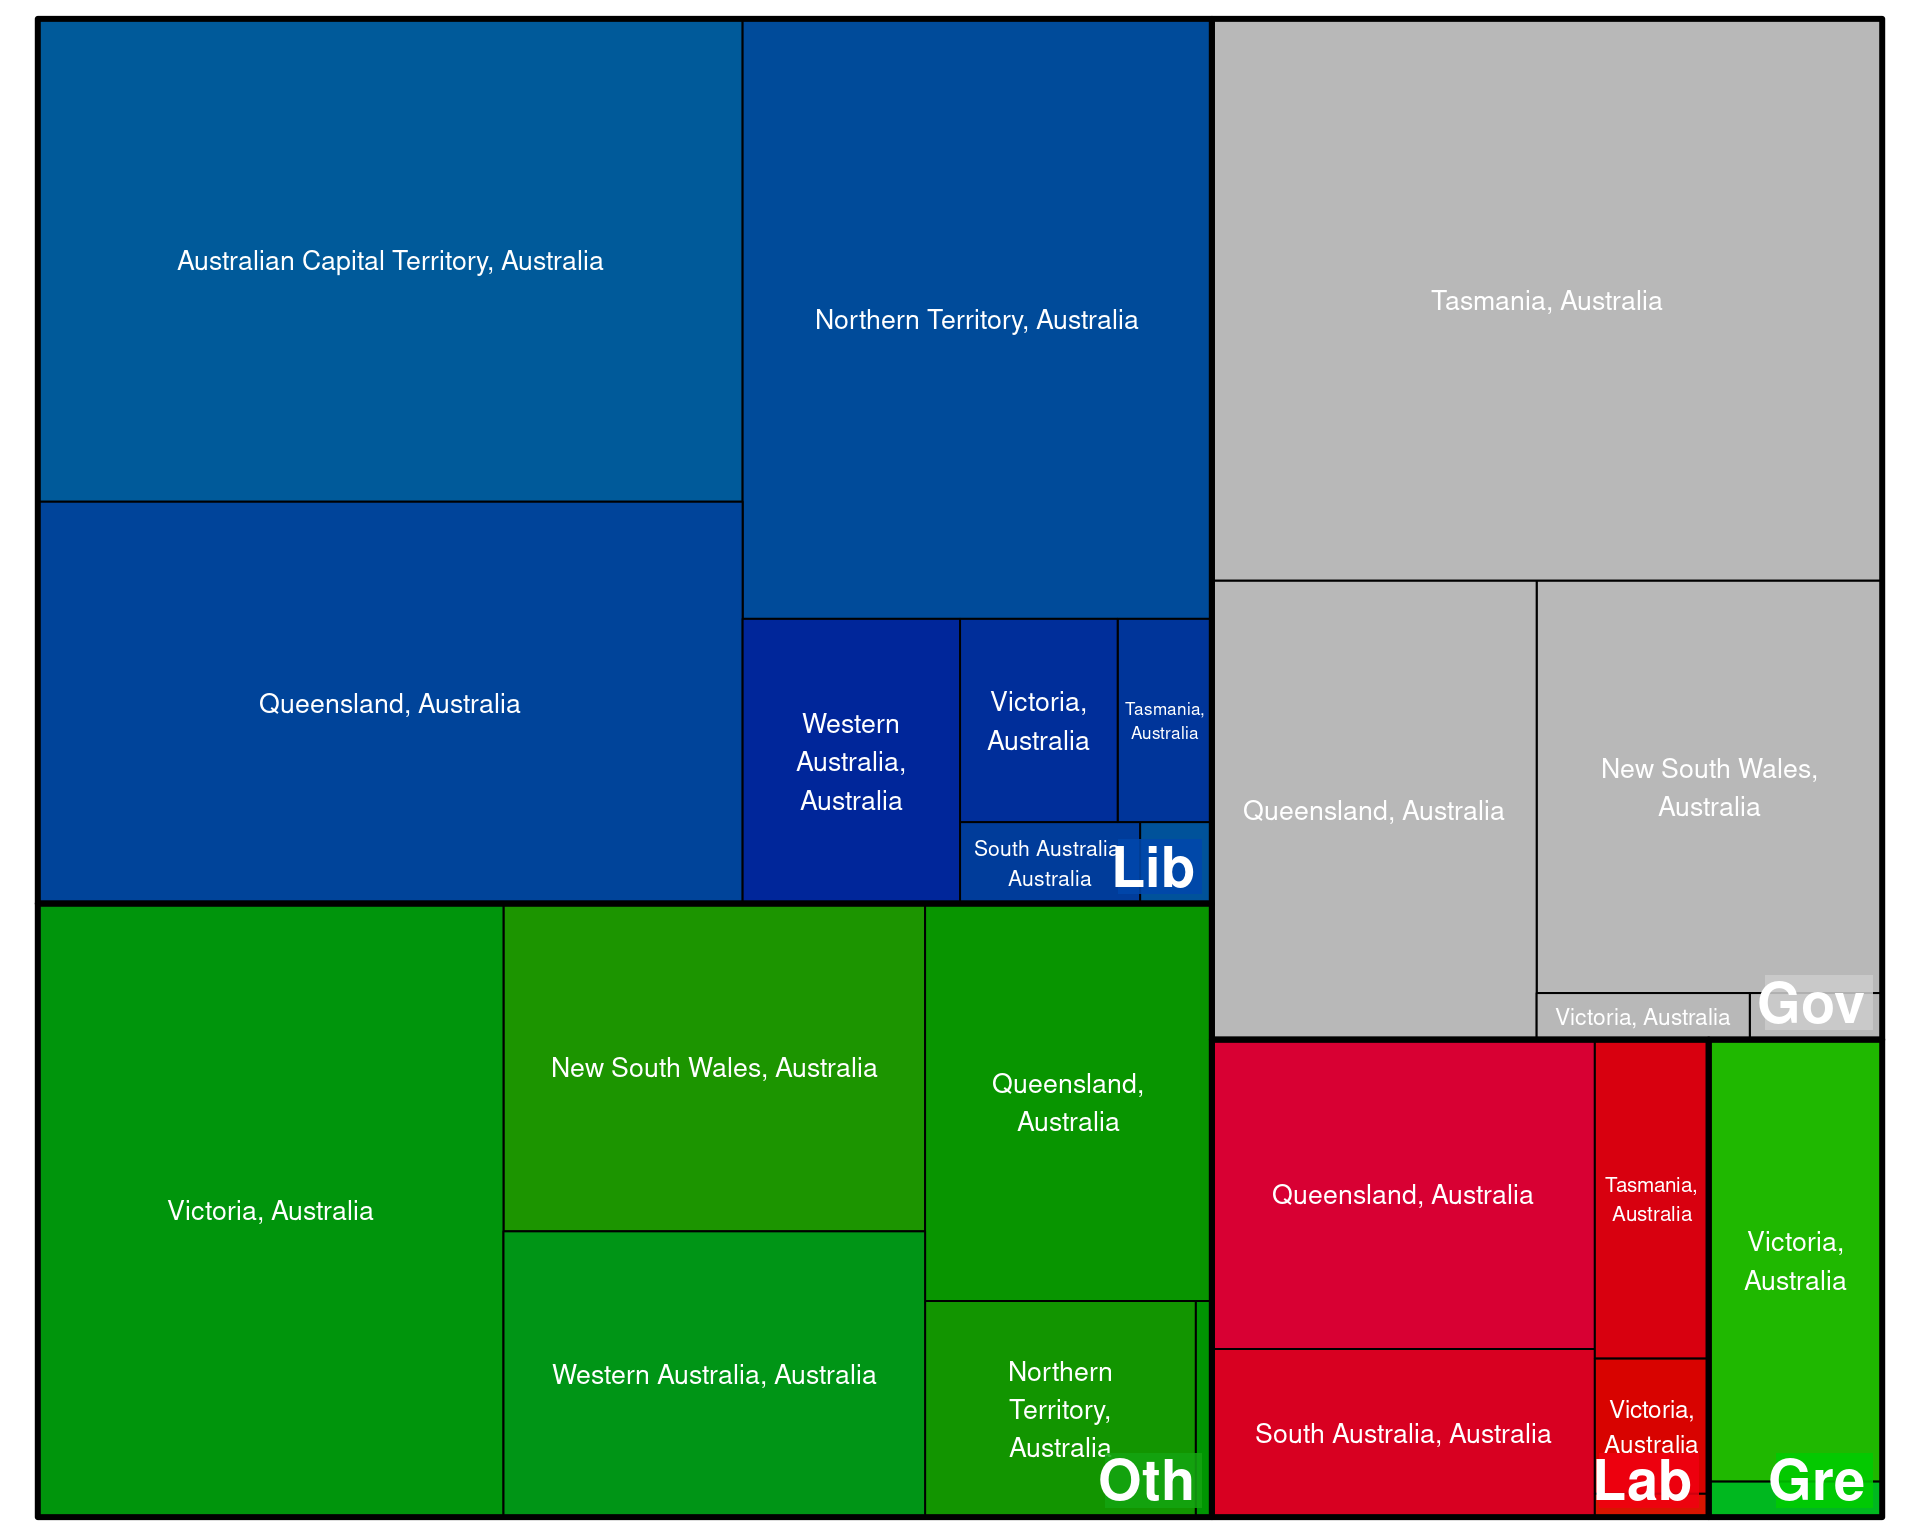 Australian Capital Territory, Australia
Northern Territory, Australia
Queensland, Australia
Western
Australia,
Australia
Victoria,
Australia
Tasmania,
Australia
South Australia
Australia
Lib
Tasmania, Australia
Queensland, Australia
New South Wales,
Australia
Victoria, Australia
Gov
Victoria, Australia
New South Wales, Australia
Western Australia, Australia
Queensland,
Australia
Northern
Territory,
Australia
Oth
Queensland, Australia
South Australia, Australia
Tasmania,
Australia
Victoria,
Australia
Lab
Victoria,
Australia
Gre